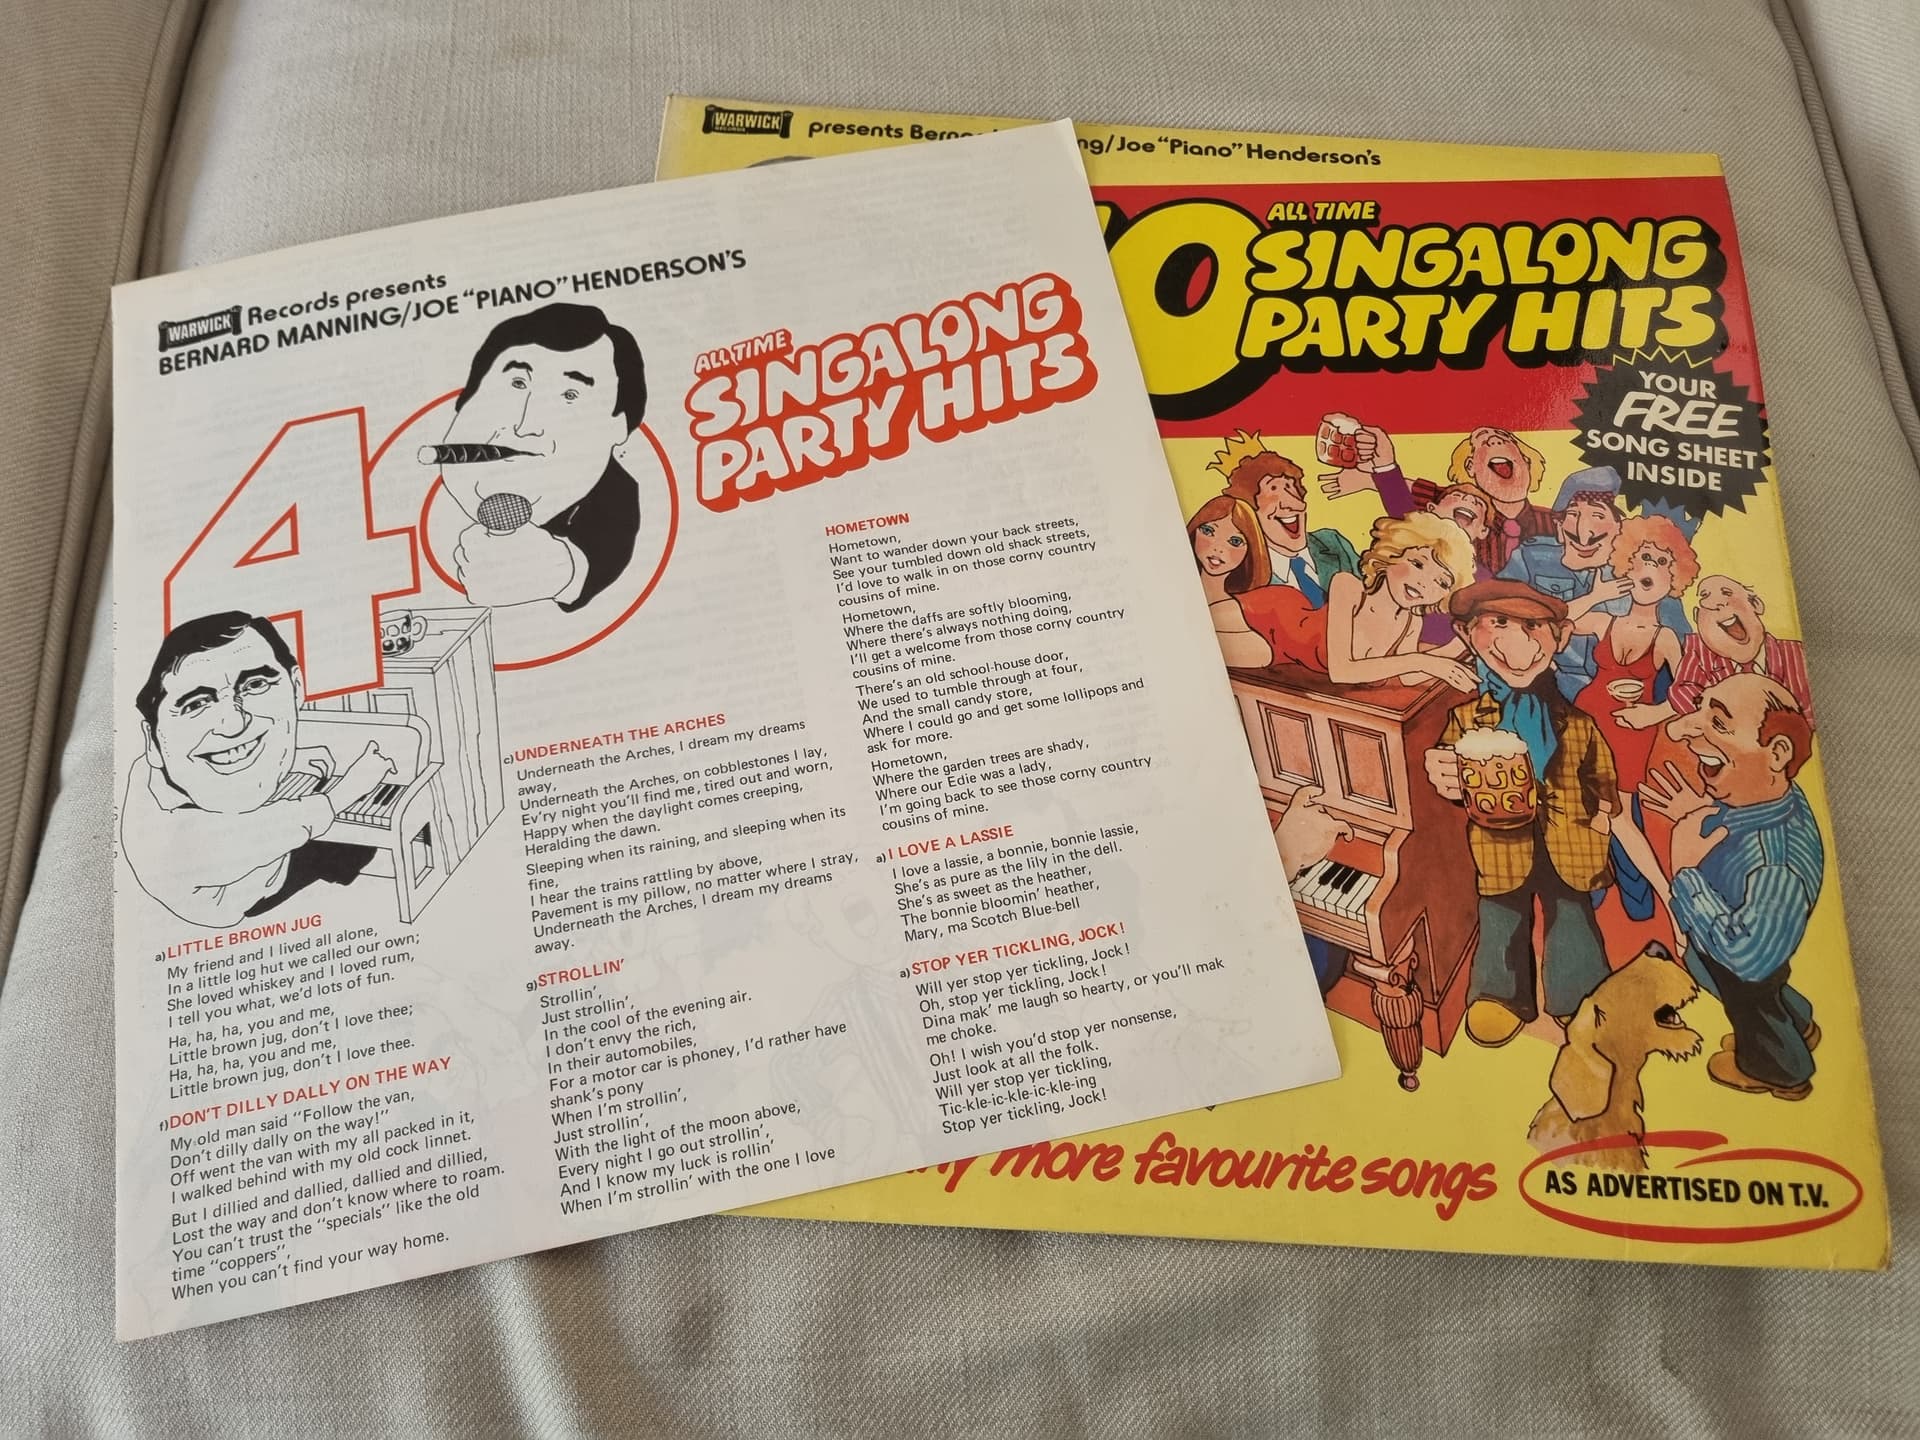 WARWICK
RECORDS
presents Bern
ng/Joe “Piano” Henderson's
ALL TIME
SINGALONG
PARTY HITS
YOUR
FREE
SONG SHEET
INSIDE
more favourite songs
AS ADVERTISED ON T.V.
WARWICK Records presents
BERNARD MANNING/JOE “PIANO” HENDERSON'S
40
ALL TIME
SINGALONG
PARTY HITS
a) LITTLE BROWN JUG
My friend and I lived all alone,
In a little log hut we called our own;
She loved whiskey and I loved rum,
I tell you what, we'd lots of fun.
Ha, ha, ha, you and me,
Little brown jug, don't I love thee;
Ha, ha, ha, you and me,
Little brown jug, don't I love thee.
f) DON'T DILLY DALLY ON THE WAY
My old man said “Follow the van,
Don't dilly dally on the way!”
Off went the van with my all packed in it,
I walked behind with my old cock linnet.
But I dillied and dallied, dallied and dillied,
Lost the way and don't know where to roam.
You can't trust the “specials” like the old
time “coppers”,
When you can't find your way home.
c) UNDERNEATH THE ARCHES
Underneath the Arches, I dream my dreams
away,
Underneath the Arches, on cobblestones I lay,
Ev'ry night you'll find me, tired out and worn,
Happy when the daylight comes creeping,
Heralding the dawn.
Sleeping when its raining, and sleeping when its
fine,
I hear the trains rattling by above,
Pavement is my pillow, no matter where I stray,
Underneath the Arches, I dream my dreams
away.
g) STROLLIN'
Strollin',
Just strollin',
In the cool of the evening air.
I don't envy the rich,
In their automobiles,
For a motor car is phoney, I'd rather have
shank's pony
When I'm strollin',
Just strollin',
With the light of the moon above,
Every night I go out strollin',
And I know my luck is rollin'
When I'm strollin' with the one I love
HOMETOWN
Hometown,
Want to wander down your back streets,
See your tumbled down old shack streets,
I'd love to walk in on those corny country
cousins of mine.
Hometown,
Where the daffs are softly blooming,
Where there's always nothing doing,
I'll get a welcome from those corny country
cousins of mine.
There's an old school-house door,
We used to tumble through at four,
And the small candy store,
Where I could go and get some lollipops and
ask for more.
Hometown,
Where the garden trees are shady,
Where our Edie was a lady,
I'm going back to see those corny country
cousins of mine.
a) I LOVE A LASSIE
I love a lassie, a bonnie, bonnie lassie,
She's as pure as the lily in the dell.
She's as sweet as the heather,
The bonnie bloomin' heather,
Mary, ma Scotch Blue-bell
a) STOP YER TICKLING, JOCK!
Will yer stop yer tickling, Jock!
Oh, stop yer tickling, Jock!
Dina mak' me laugh so hearty, or you'll mak
me choke.
Oh! I wish you'd stop yer nonsense,
Just look at all the folk.
Will yer stop yer tickling,
Tic-kle-ic-kle-ic-kle-ing
Stop yer tickling, Jock!